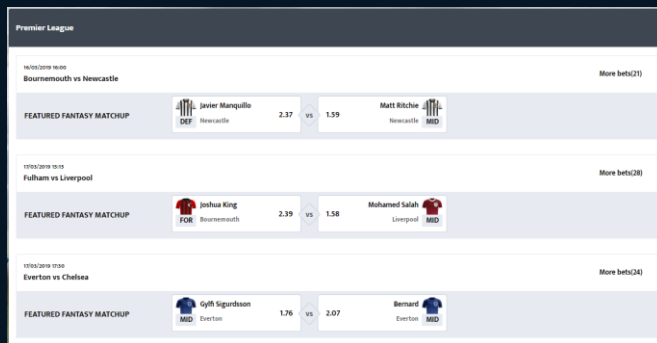 Premier League
16/03/2019 16:00
Bournemouth vs Newcastle
More bets(21)
FEATURED FANTASY MATCHUP
DEF
Javier Manquillo
Newcastle
2.37
vs
1.59
Matt Ritchie
Newcastle
MID
17/03/2019 15:15
Fulham vs Liverpool
More bets(28)
FEATURED FANTASY MATCHUP
FOR
Joshua King
Bournemouth
2.39
vs
1.58
Mohamed Salah
Liverpool
MID
17/03/2019 17:30
Everton vs Chelsea
More bets(24)
FEATURED FANTASY MATCHUP
MID
Gylfi Sigurdsson
Everton
1.76
vs
2.07
Bernard
Everton
MID